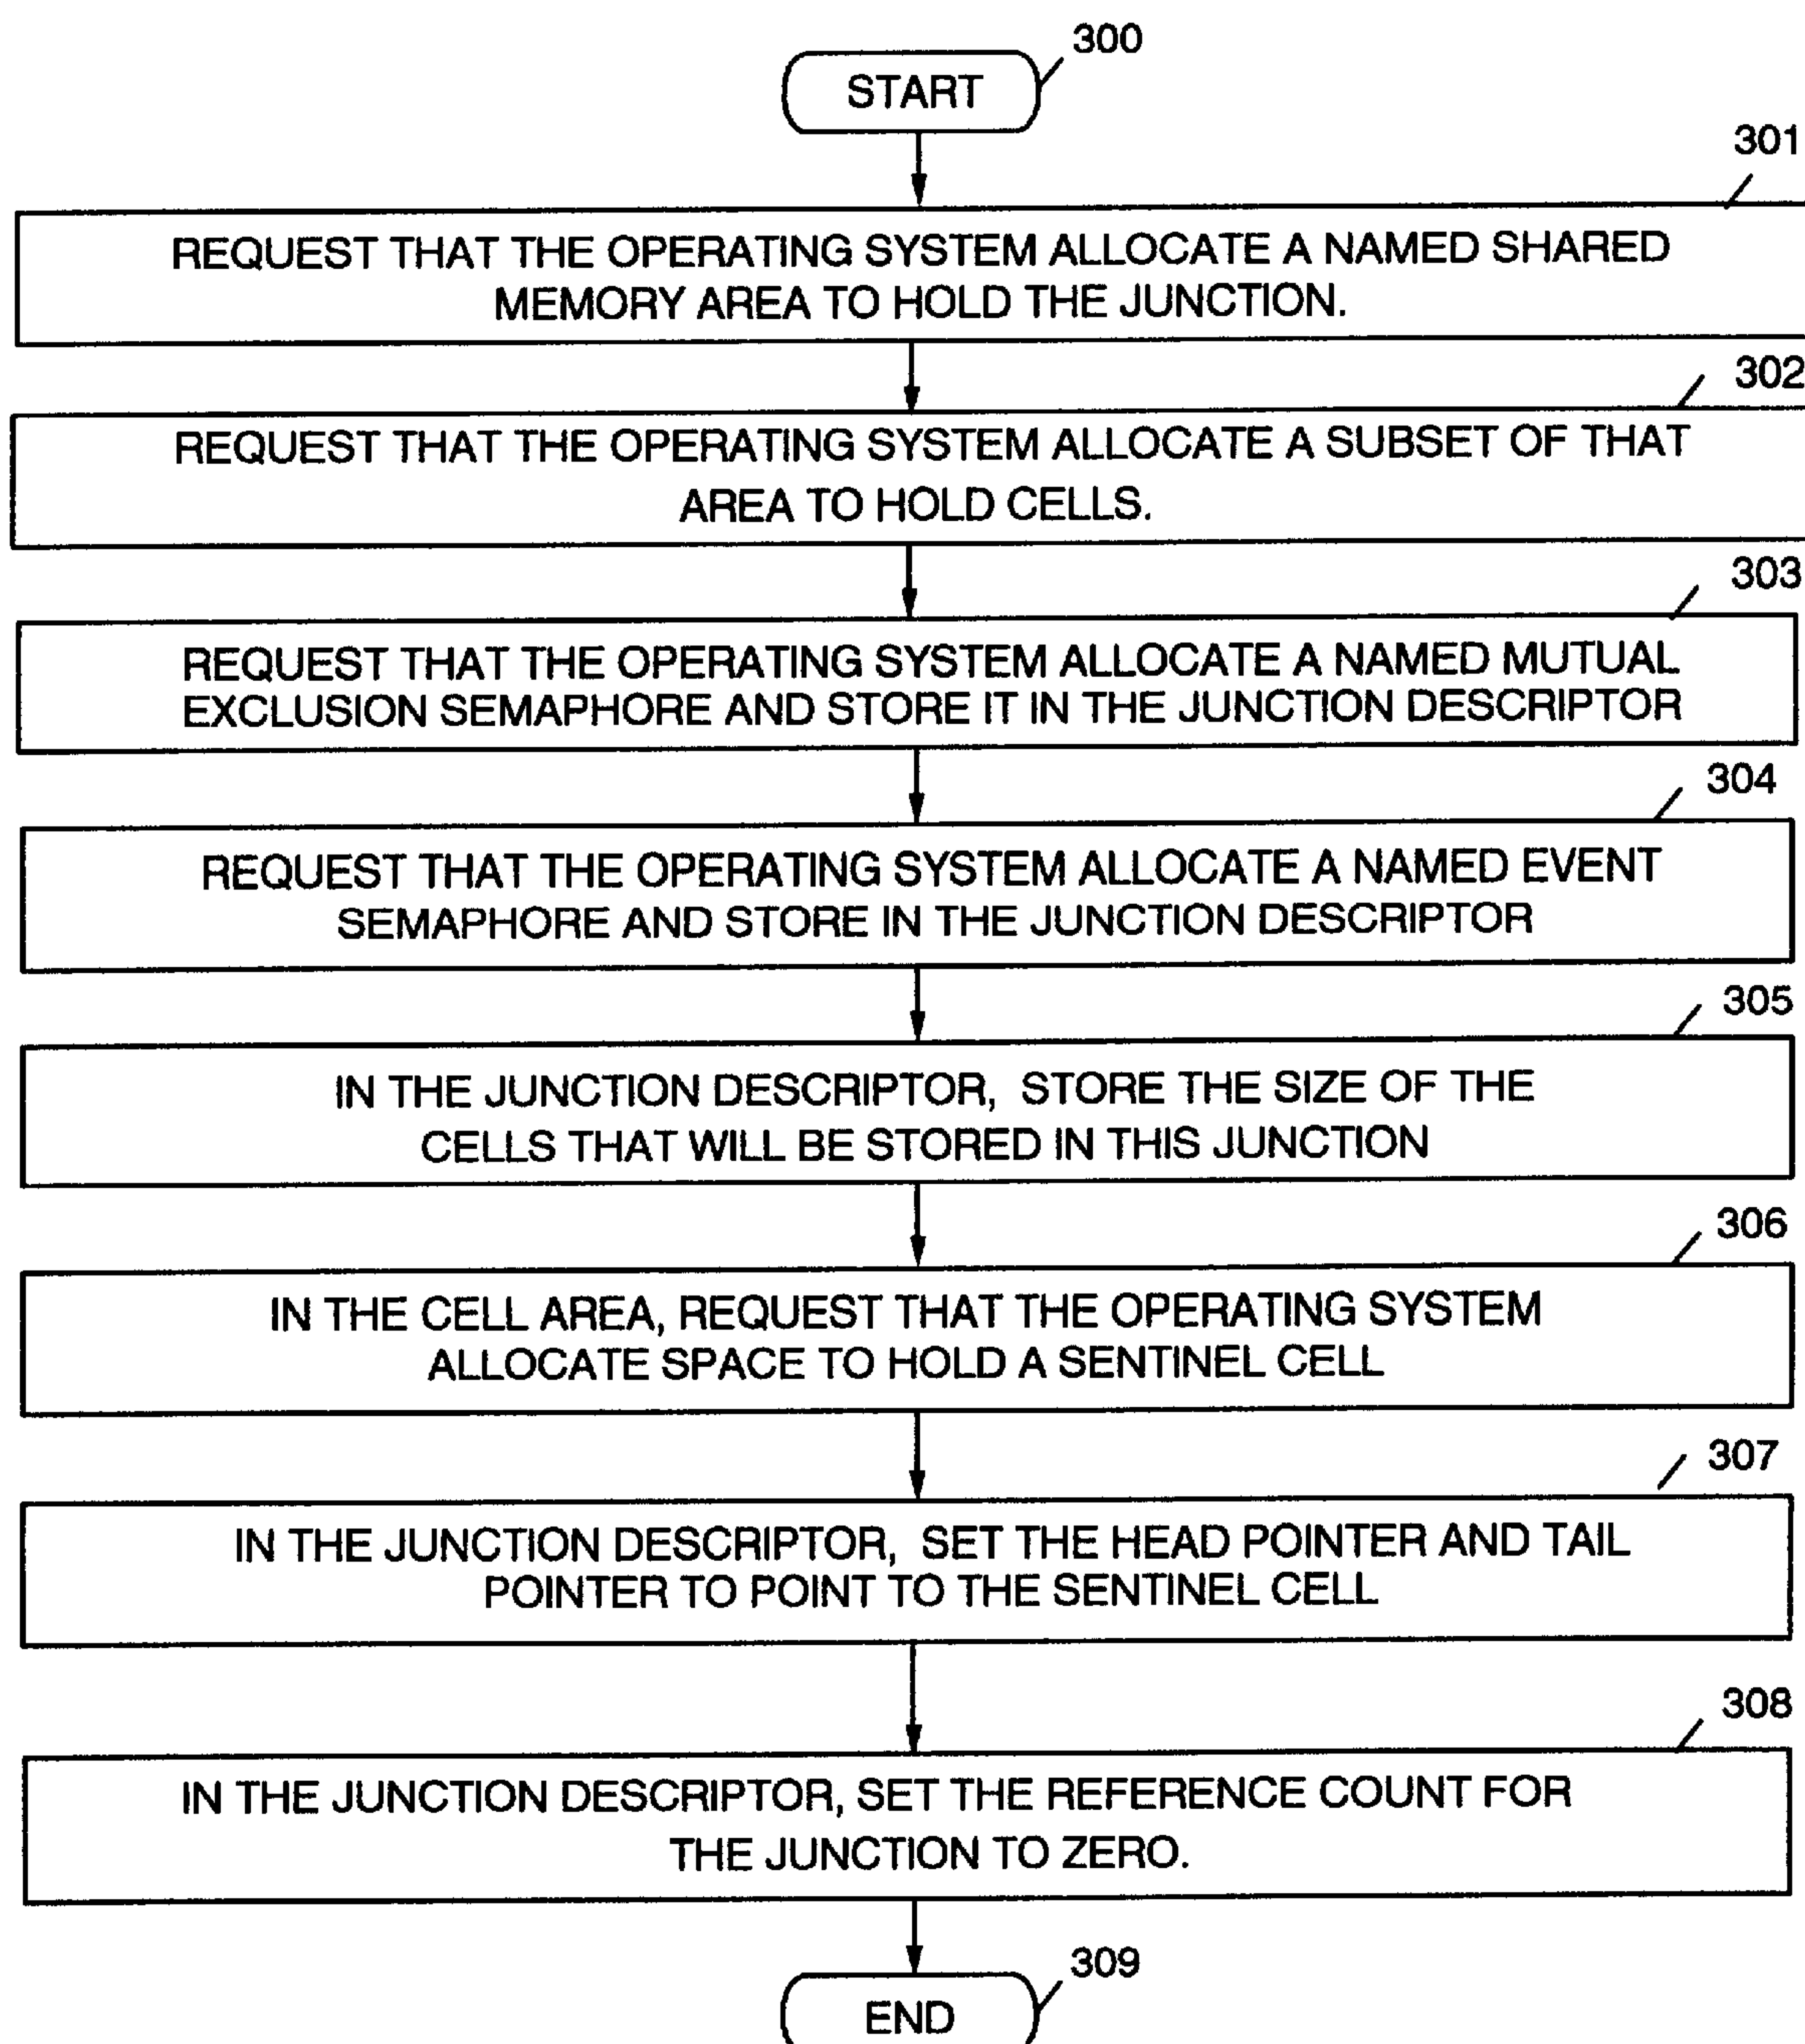 300
START
301
REQUEST THAT THE OPERATING SYSTEM ALLOCATE A NAMED SHARED
MEMORY AREA TO HOLD THE JUNCTION.
302
REQUEST THAT THE OPERATING SYSTEM ALLOCATE A SUBSET OF THAT
AREA TO HOLD CELLS.
303
REQUEST THAT THE OPERATING SYSTEM ALLOCATE A NAMED MUTUAL
EXCLUSION SEMAPHORE AND STORE IT IN THE JUNCTION DESCRIPTOR
304
REQUEST THAT THE OPERATING SYSTEM ALLOCATE A NAMED EVENT
SEMAPHORE AND STORE IN THE JUNCTION DESCRIPTOR
305
IN THE JUNCTION DESCRIPTOR, STORE THE SIZE OF THE
CELLS THAT WILL BE STORED IN THIS JUNCTION
306
IN THE CELL AREA, REQUEST THAT THE OPERATING SYSTEM
ALLOCATE SPACE TO HOLD A SENTINEL CELL
307
IN THE JUNCTION DESCRIPTOR, SET THE HEAD POINTER AND TAIL
POINTER TO POINT TO THE SENTINEL CELL
308
IN THE JUNCTION DESCRIPTOR, SET THE REFERENCE COUNT FOR
THE JUNCTION TO ZERO.
309
END